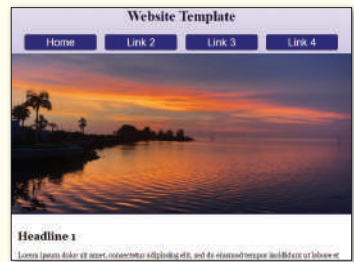 Website Template
Home Link 2 Link 3 Link 4
Headline 1
Lorem ipsum dolor sit amet, consectetur adipiscing elit, sed do eiusmod tempor incididunt ut labore et